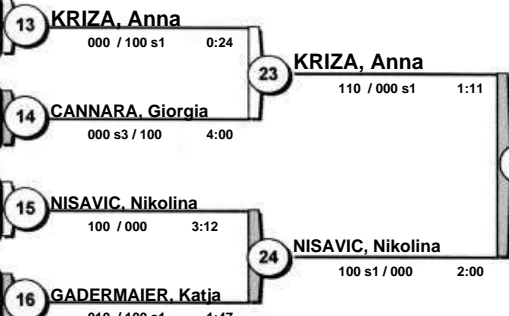 13 KRIZA, Anna
000 / 100 s1 0:24
23 KRIZA, Anna
110 / 000 s1 1:11
14 CANNARA, Giorgia
000 s3 / 100 4:00
15 NISAVIC, Nikolina
100 / 000 3:12
24 NISAVIC, Nikolina
100 s1 / 000 2:00
16 GADERMAIER, Katja